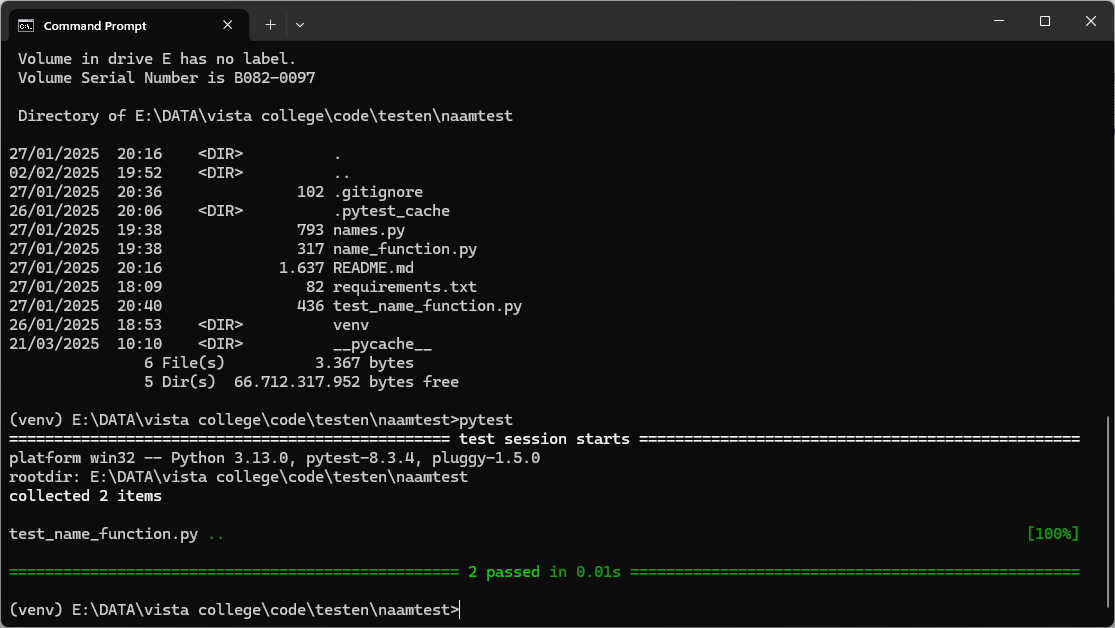 Command Prompt
Volume in drive E has no label.
Volume Serial Number is B082-0097
Directory of E:\DATA\vista college\code\testen\naamtest
27/01/2025  20:16    <DIR>          .
02/02/2025  19:52    <DIR>          ..
27/01/2025  20:36               102 .gitignore
26/01/2025  20:06    <DIR>          .pytest_cache
27/01/2025  19:38               793 names.py
27/01/2025  19:38               317 name_function.py
27/01/2025  20:16             1.637 README.md
27/01/2025  18:09                82 requirements.txt
27/01/2025  20:40               436 test_name_function.py
26/01/2025  18:53    <DIR>          venv
21/03/2025  10:10    <DIR>          __pycache__
6 File(s)          3.367 bytes
5 Dir(s)  66.712.317.952 bytes free
(venv) E:\DATA\vista college\code\testen\naamtest>pytest
================================================= test session starts =================================================
platform win32 -- Python 3.13.0, pytest-8.3.4, pluggy-1.5.0
rootdir: E:\DATA\vista college\code\testen\naamtest
collected 2 items
test_name_function.py .. [100%]
================================================== 2 passed in 0.01s ==================================================
(venv) E:\DATA\vista college\code\testen\naamtest>